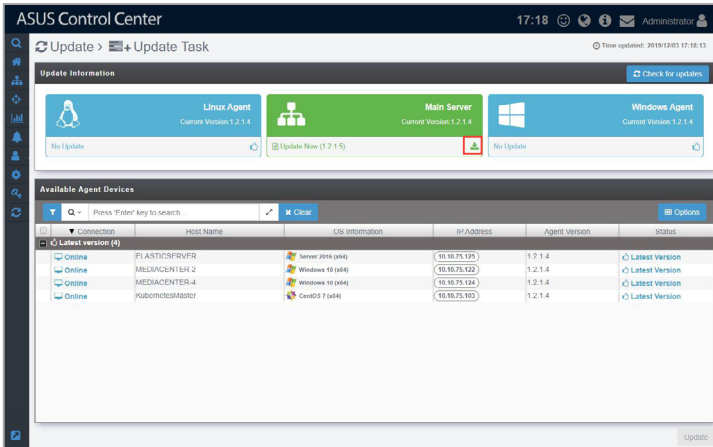 ASUS Control Center
17:18
Administrator
Update > Update Task
Time updated: 2019/12/03 17:18:13
Update Information
Check for updates
Linux Agent
Current Version:1.2.1.4
No Update
Main Server
Current Version:1.2.1.4
Update Now (1.2.1.5)
Windows Agent
Current Version:1.2.1.4
No Update
Available Agent Devices
Press 'Enter' key to search...
Clear
Options
Connection Host Name OS Information IP Address Agent Version Status
Latest version (4)
Online ELASTICSERVER Server 2016 (x64) 10.10.75.125 1.2.1.4 Latest Version
Online MEDIACENTER-2 Windows 10 (x64) 10.10.75.122 1.2.1.4 Latest Version
Online MEDIACENTER-4 Windows 10 (x64) 10.10.75.124 1.2.1.4 Latest Version
Online KubernetesMaster CentOS 7 (x64) 10.10.75.103 1.2.1.4 Latest Version
Update